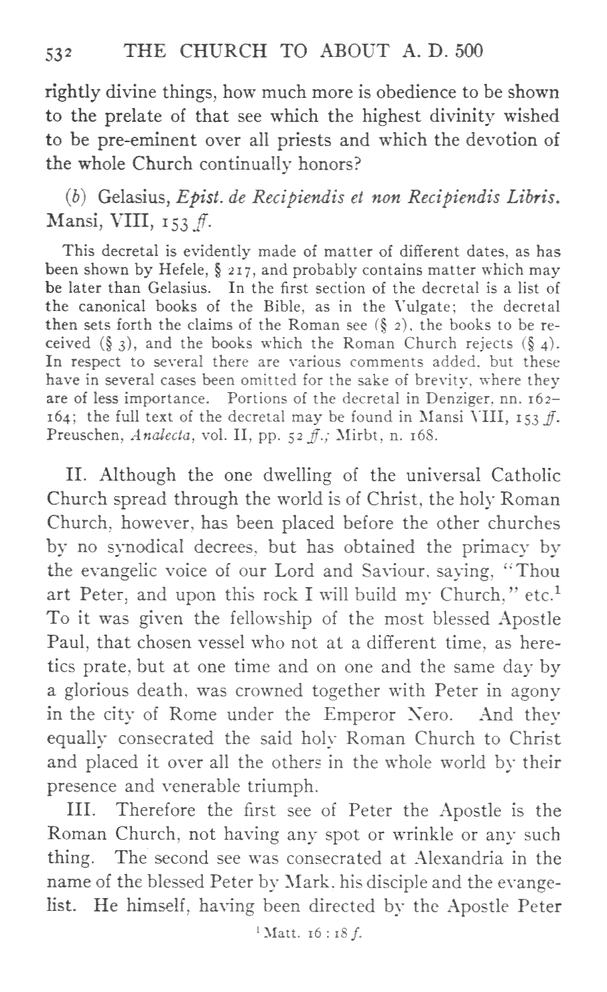 532 THE CHURCH TO ABOUT A. D. 500
rightly divine things, how much more is obedience to be shown
to the prelate of that see which the highest divinity wished
to be pre-eminent over all priests and which the devotion of
the whole Church continually honors?
(b) Gelasius, Epist. de Recipiendis et non Recipiendis Libris.
Mansi, VIII, 153 ff.
This decretal is evidently made of matter of different dates, as has
been shown by Hefele, § 217, and probably contains matter which may
be later than Gelasius. In the first section of the decretal is a list of
the canonical books of the Bible, as in the Vulgate; the decretal
then sets forth the claims of the Roman see (§ 2), the books to be re-
ceived (§ 3), and the books which the Roman Church rejects (§ 4).
In respect to several there are various comments added, but these
have in several cases been omitted for the sake of brevity, where they
are of less importance. Portions of the decretal in Denziger, nn. 162–
164; the full text of the decretal may be found in Mansi VIII, 153 ff.
Preuschen, Analecta, vol. II, pp. 52 ff.; Mirbt, n. 168.
II. Although the one dwelling of the universal Catholic
Church spread through the world is of Christ, the holy Roman
Church, however, has been placed before the other churches
by no synodical decrees, but has obtained the primacy by
the evangelic voice of our Lord and Saviour, saying, “Thou
art Peter, and upon this rock I will build my Church,” etc.¹
To it was given the fellowship of the most blessed Apostle
Paul, that chosen vessel who not at a different time, as here-
tics prate, but at one time and on one and the same day by
a glorious death, was crowned together with Peter in agony
in the city of Rome under the Emperor Nero. And they
equally consecrated the said holy Roman Church to Christ
and placed it over all the others in the whole world by their
presence and venerable triumph.
III. Therefore the first see of Peter the Apostle is the
Roman Church, not having any spot or wrinkle or any such
thing. The second see was consecrated at Alexandria in the
name of the blessed Peter by Mark, his disciple and the evange-
list. He himself, having been directed by the Apostle Peter
¹ Matt. 16 : 18 f.